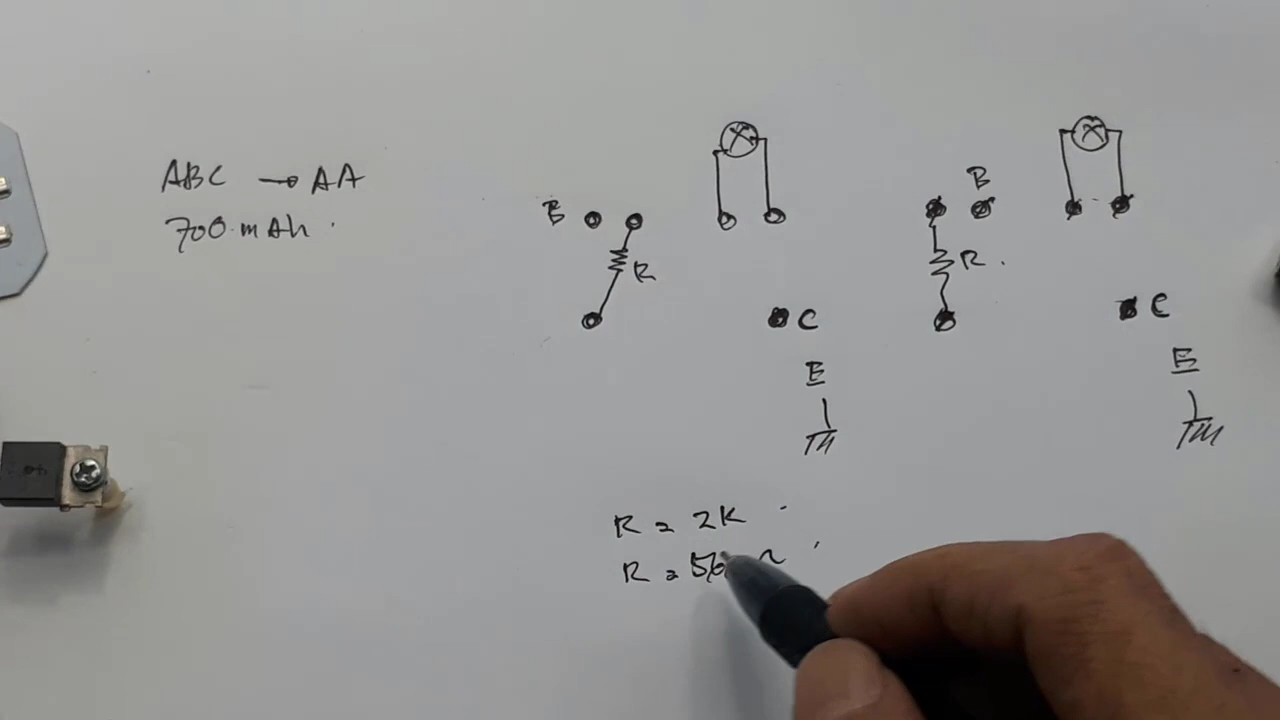 ABC → AA
700 mAh
B
R
C
E
B
R
C
E
R = 2K
R = 56